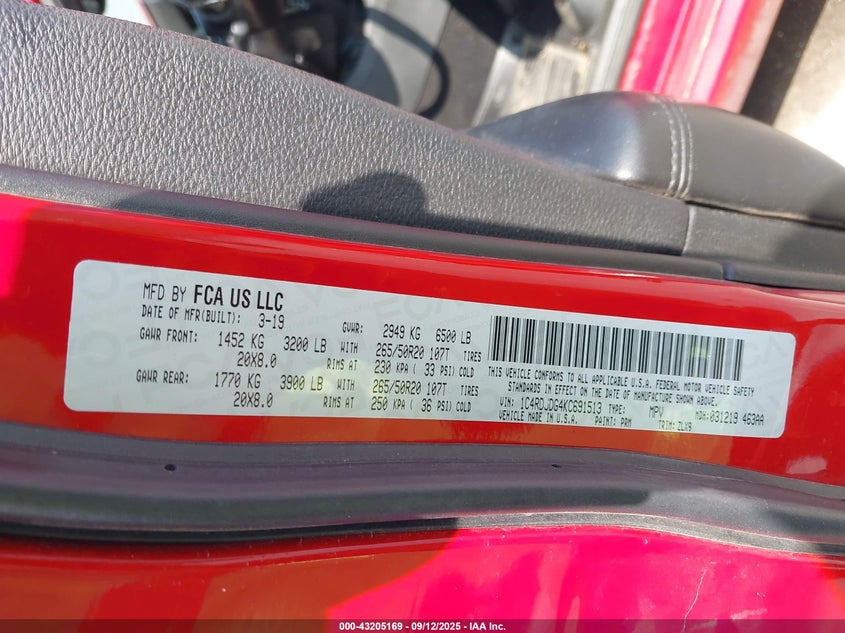 MFD BY FCA US LLC
DATE OF MFR(BUILT): 3-19 GVWR: 2949 KG 6500 LB
GAWR FRONT: 1452 KG 3200 LB WITH 265/50R20 107T TIRES
20X8.0 RIMS AT 230 KPA ( 33 PSI) COLD
GAWR REAR: 1770 KG 3900 LB WITH 265/50R20 107T TIRES
20X8.0 RIMS AT 250 KPA ( 36 PSI) COLD
THIS VEHICLE CONFORMS TO ALL APPLICABLE U.S.A. FEDERAL MOTOR VEHICLE SAFETY
STANDARDS IN EFFECT ON THE DATE OF MANUFACTURE SHOWN ABOVE.
VIN: 1C4RDJDG4KC691513 TYPE: MPV MDH: 031219 463AA
VEHICLE MADE IN U.S.A. PAINT: PRM TRIM: ZLX9
000-43205169 - 09/12/2025 - IAA Inc.